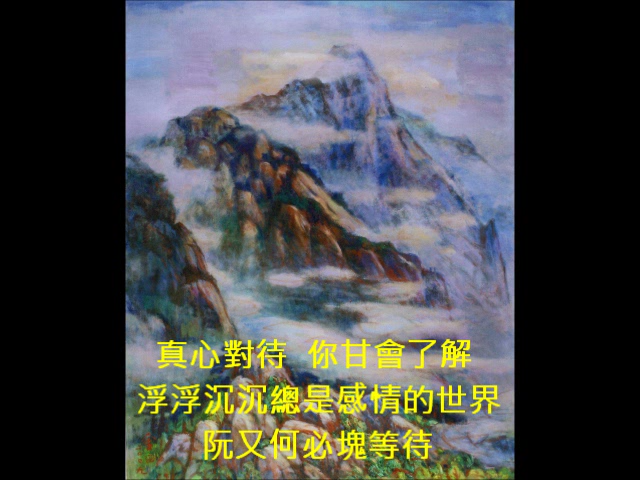 真心對待 你甘會了解
浮浮沉沉總是感情的世界
阮又何必塊等待